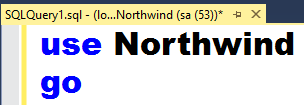 SQLQuery1.sql - (lo...Northwind (sa (53))*
use Northwind
go